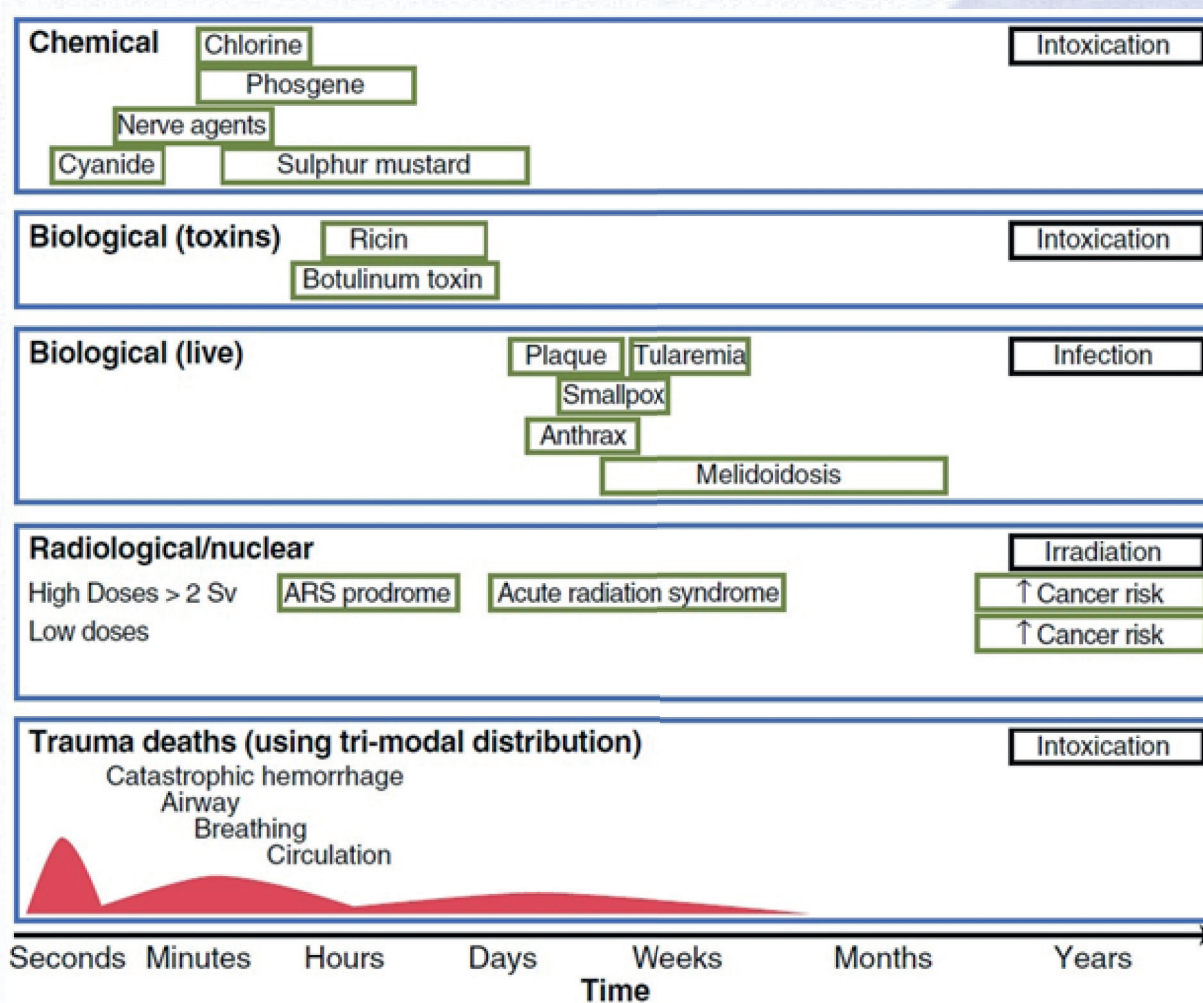 Chemical
Chlorine
Intoxication
Phosgene
Nerve agents
Cyanide
Sulphur mustard
Biological (toxins)
Ricin
Intoxication
Botulinum toxin
Biological (live)
Plaque
Tularemia
Infection
Smallpox
Anthrax
Melidoidosis
Radiological/nuclear
Irradiation
High Doses > 2 Sv
ARS prodrome
Acute radiation syndrome
↑ Cancer risk
Low doses
↑ Cancer risk
Trauma deaths (using tri-modal distribution)
Intoxication
Catastrophic hemorrhage
Airway
Breathing
Circulation
Seconds Minutes Hours Days Weeks Months Years
Time